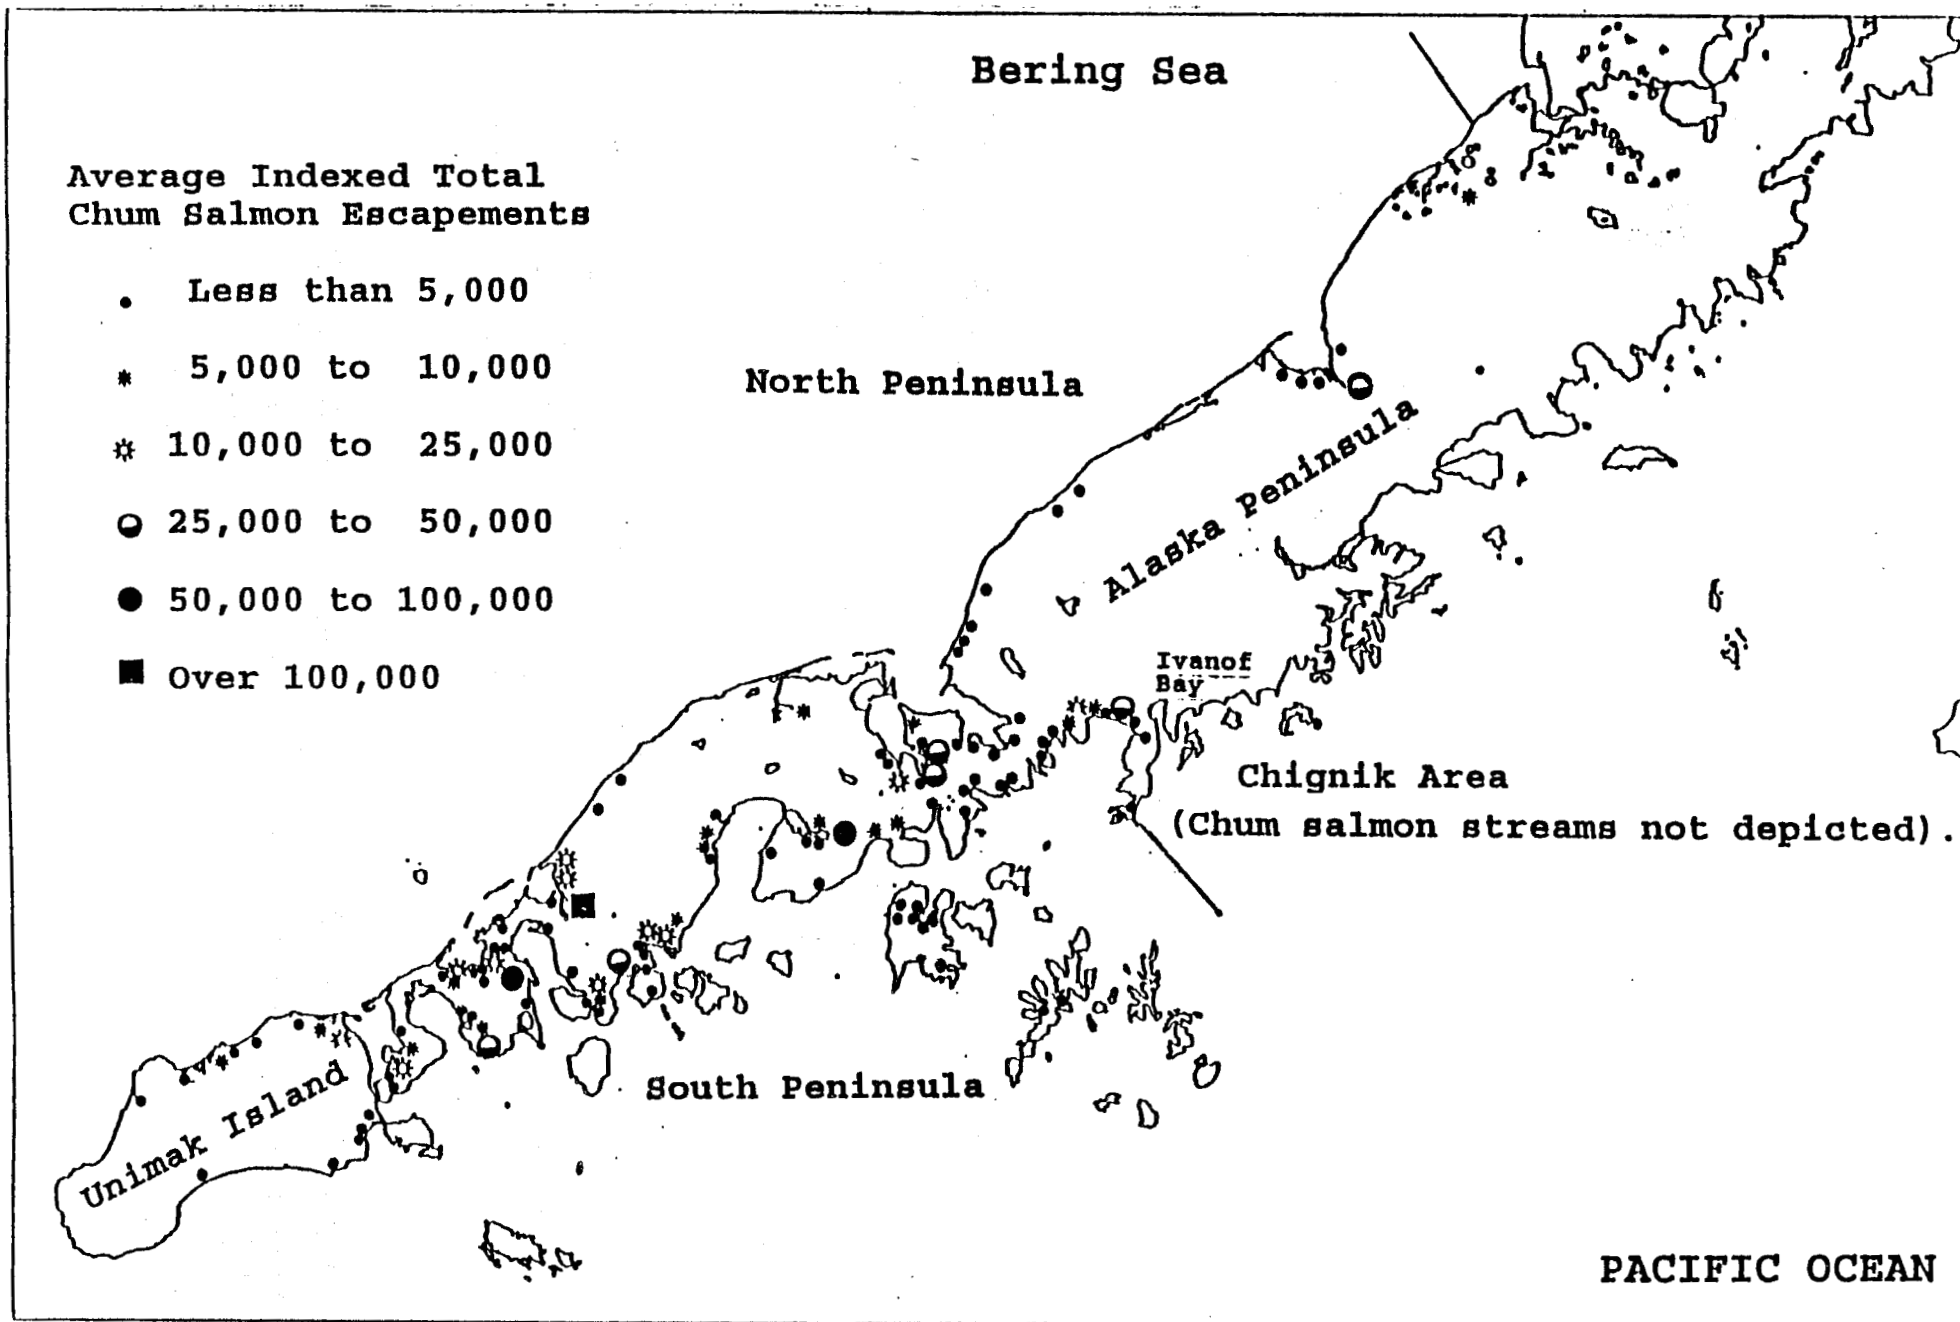 Bering Sea
Average Indexed Total
Chum Salmon Escapements
Less than 5,000
5,000 to 10,000
10,000 to 25,000
25,000 to 50,000
50,000 to 100,000
Over 100,000
North Peninsula
Alaska Peninsula
Ivanof
Bay
Chignik Area
(Chum salmon streams not depicted).
South Peninsula
Unimak Island
PACIFIC OCEAN